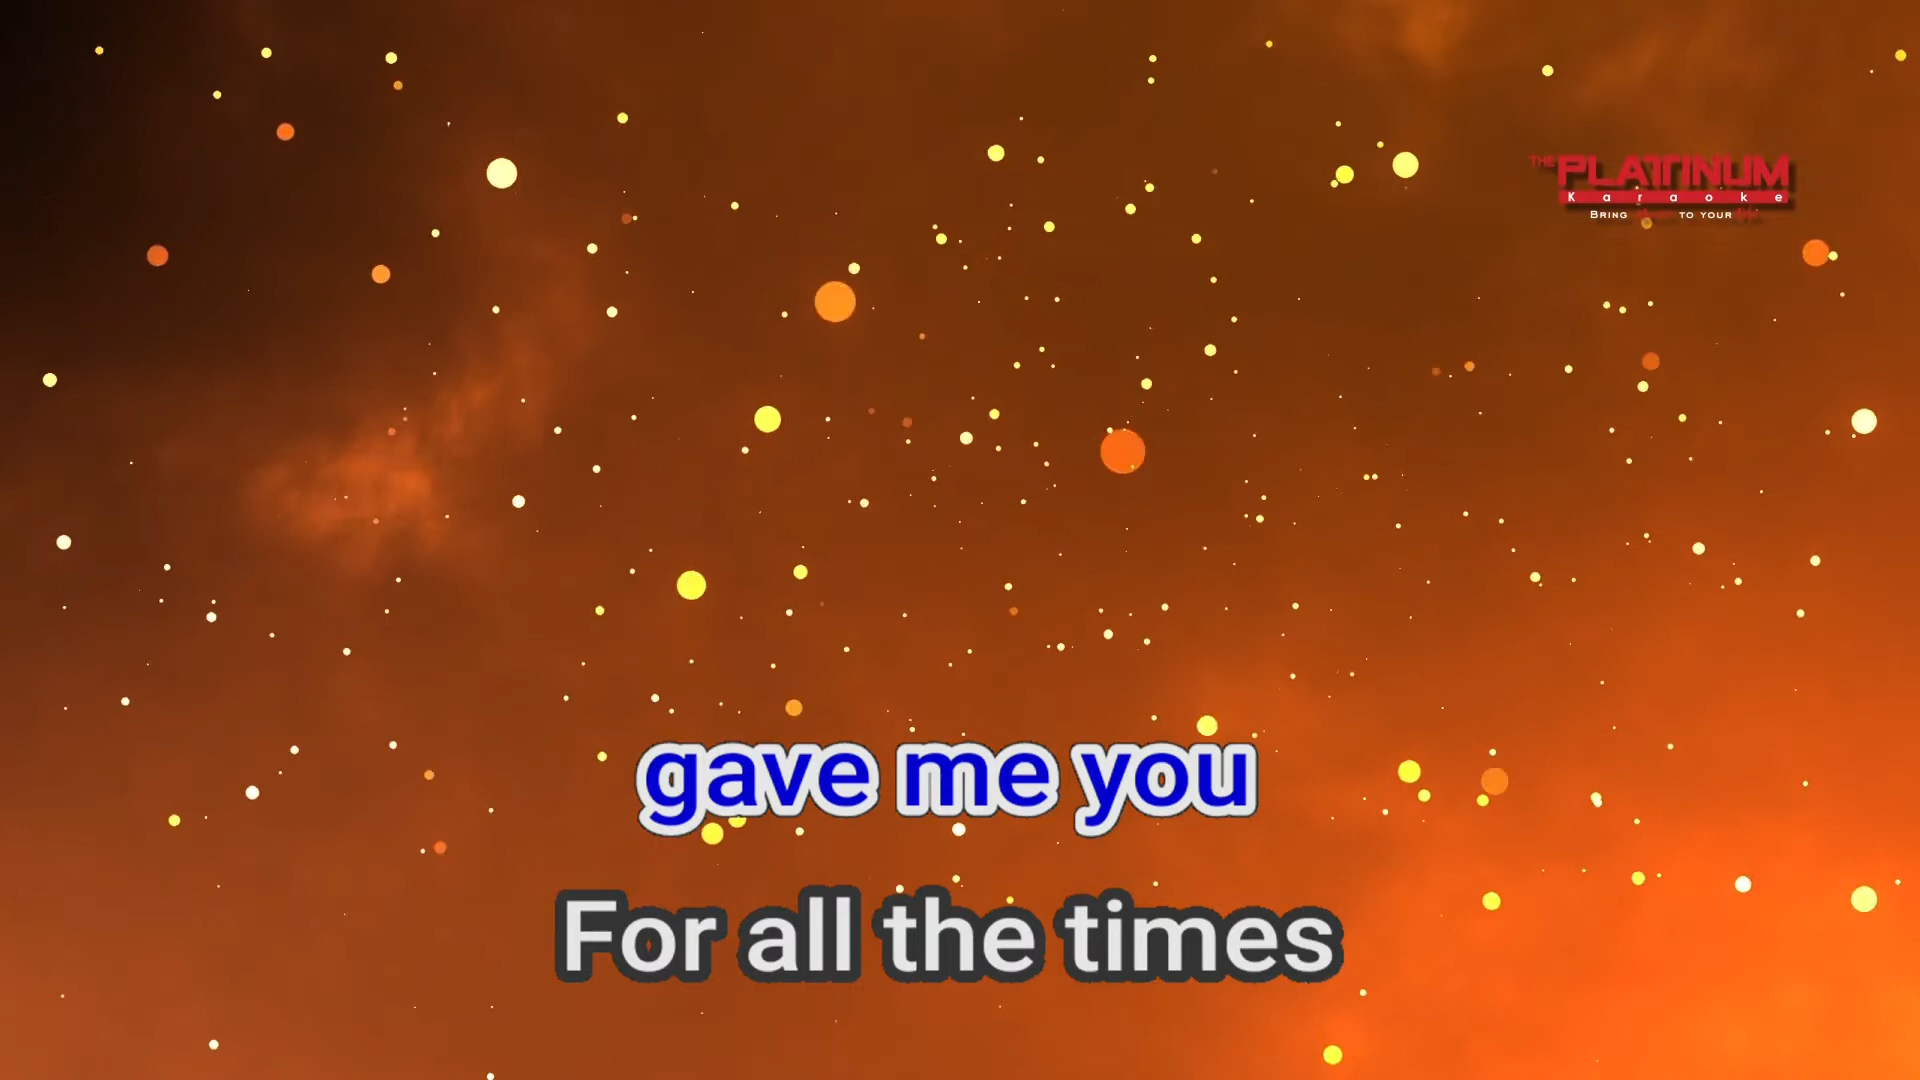 THE PLATINUM
Karaoke
BRING TO YOUR
gave me you
For all the times